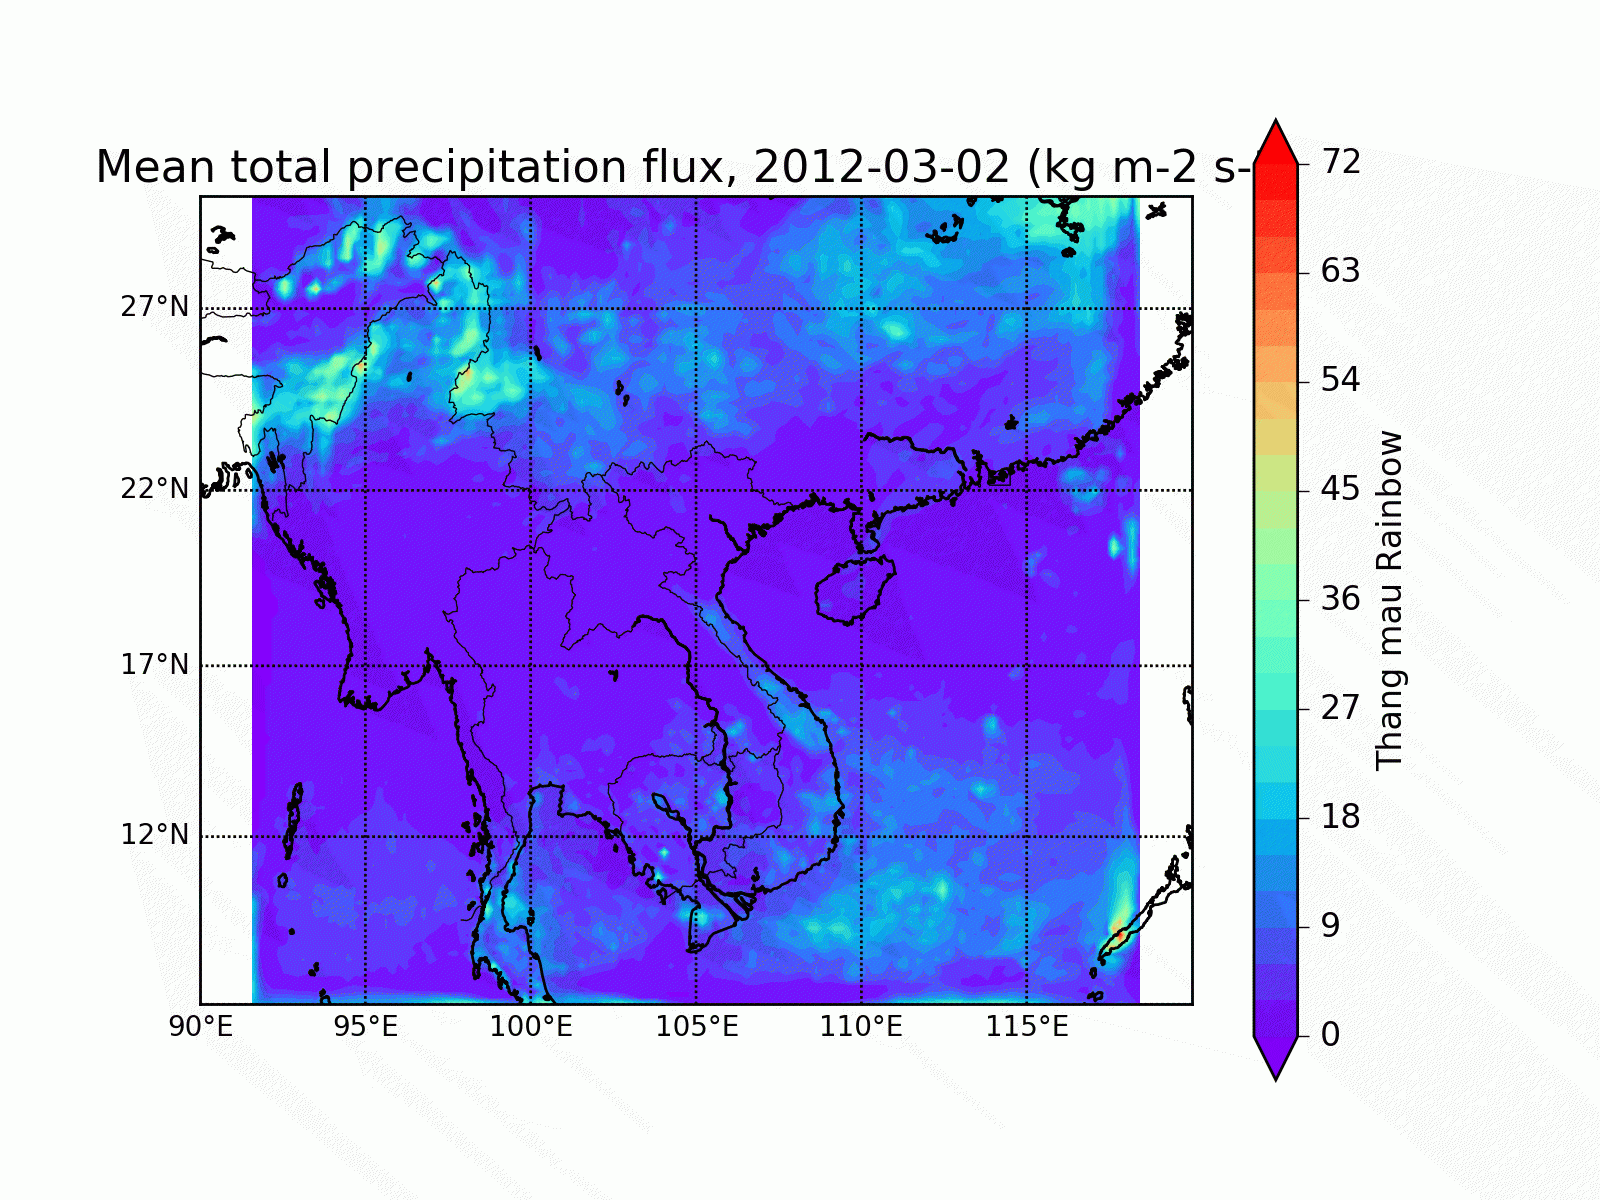 Mean total precipitation flux, 2012-03-02 (kg m-2 s-
27°N
22°N
17°N
12°N
90°E 95°E 100°E 105°E 110°E 115°E
72
63
54
45
36
27
18
9
0
Thang mau Rainbow